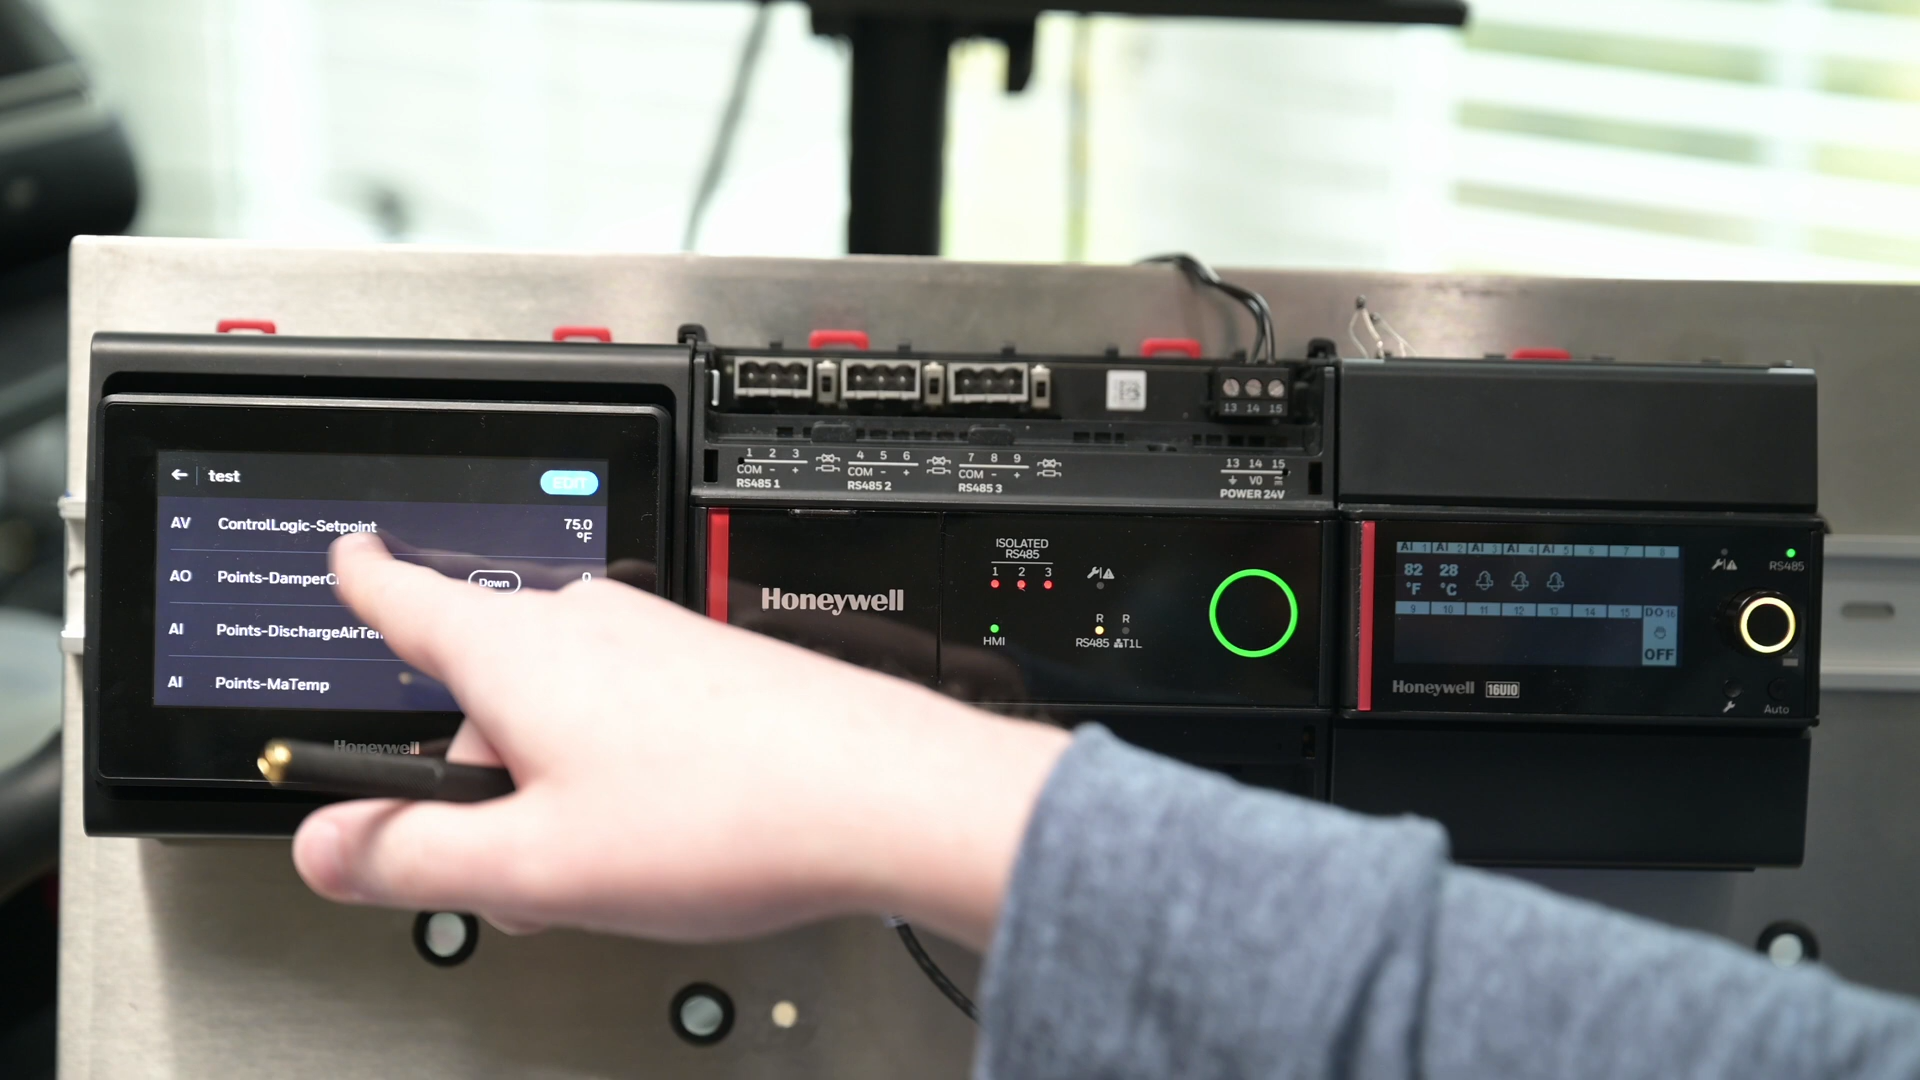 test
EDIT
AV ControlLogic-Setpoint 75.0 °F
AO Down 0
AI
AI Points-MaTemp
Honeywell
13 14 15
1 2 3 4 5 6 7 8 9
COM - + COM - + COM - +
RS485 1 RS485 2 RS485 3
13 14 15
V0
POWER 24V
Honeywell
ISOLATED
RS485
1 2 3
HMI
R R
RS485 T1L
AI 1 AI 2 AI 3 AI 4 AI 5 6 7 8
82 °F 28 °C
9 10 11 12 13 14 15 DO 16
OFF
Honeywell 16UIO
RS485
Auto